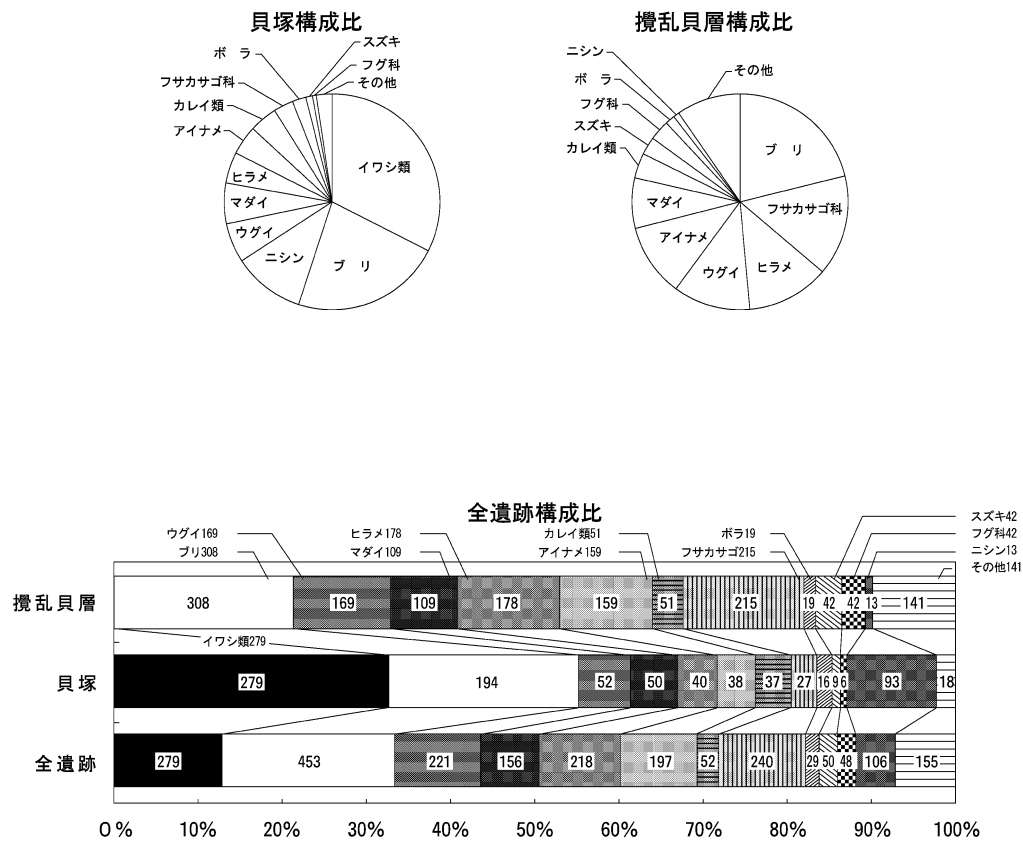 貝塚構成比
スズキ
ボ ラ
フグ科
フサカサゴ科
その他
カレイ類
アイナメ
イワシ類
ヒラメ
マダイ
ウグイ
ニシン
ブ リ
攪乱貝層構成比
ニシン
その他
ボ ラ
フグ科
スズキ
カレイ類
ブ リ
マダイ
フサカサゴ科
アイナメ
ウグイ
ヒラメ
全遺跡構成比
スズキ42
ウグイ169 ヒラメ178 カレイ類51 ボラ19 フグ科42
ブリ308 マダイ109 アイナメ159 フサカサゴ215 ニシン13
その他141
攪乱貝層 308 169 109 178 159 51 215 19 42 42 13 141
イワシ類279
貝塚 279 194 52 50 40 38 37 27 16 9 6 93 18
全遺跡 279 453 221 156 218 197 52 240 29 50 48 106 155
0% 10% 20% 30% 40% 50% 60% 70% 80% 90% 100%